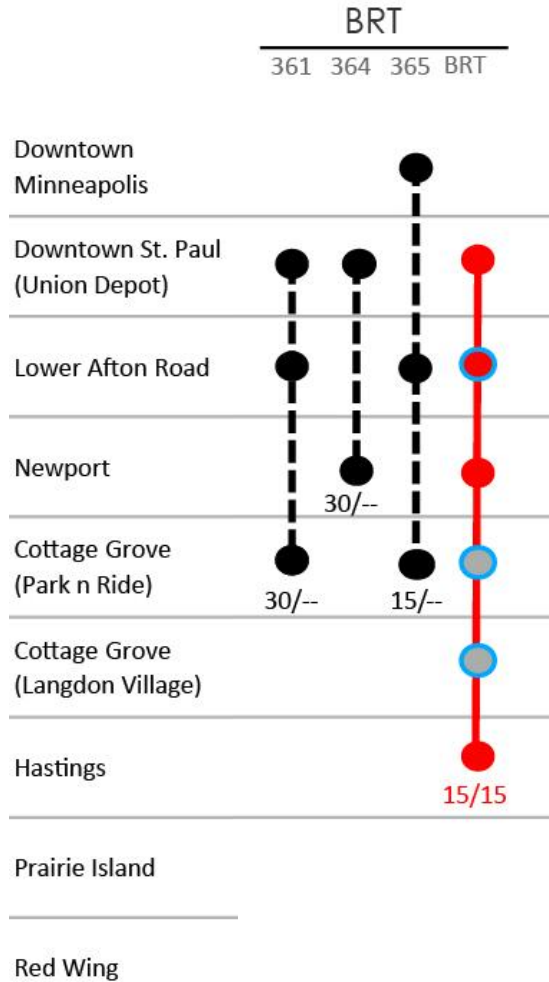 BRT
361 364 365 BRT
Downtown
Minneapolis
Downtown St. Paul
(Union Depot)
Lower Afton Road
Newport
30/--
Cottage Grove
(Park n Ride)
30/-- 15/--
Cottage Grove
(Langdon Village)
Hastings
15/15
Prairie Island
Red Wing